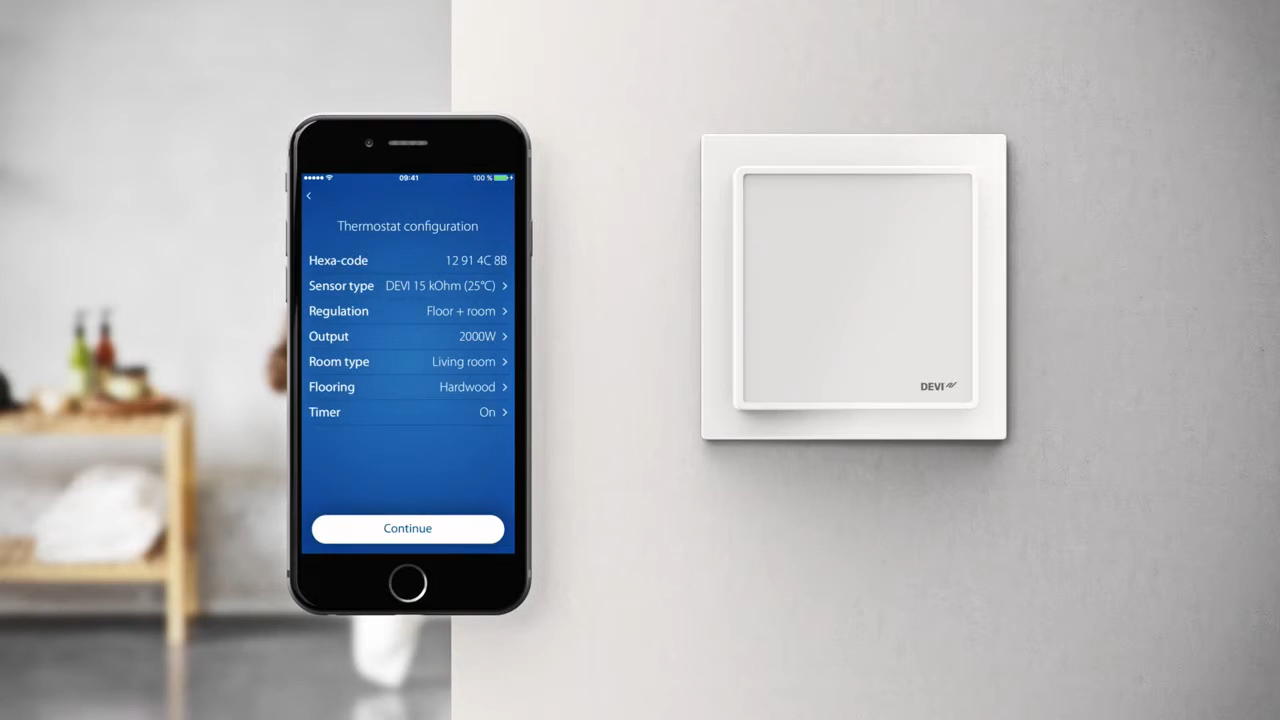 09:41
100 %
Thermostat configuration
Hexa-code 12 91 4C 8B
Sensor type DEVI 15 kOhm (25°C)
Regulation Floor + room
Output 2000W
Room type Living room
Flooring Hardwood
Timer On
Continue
DEVI